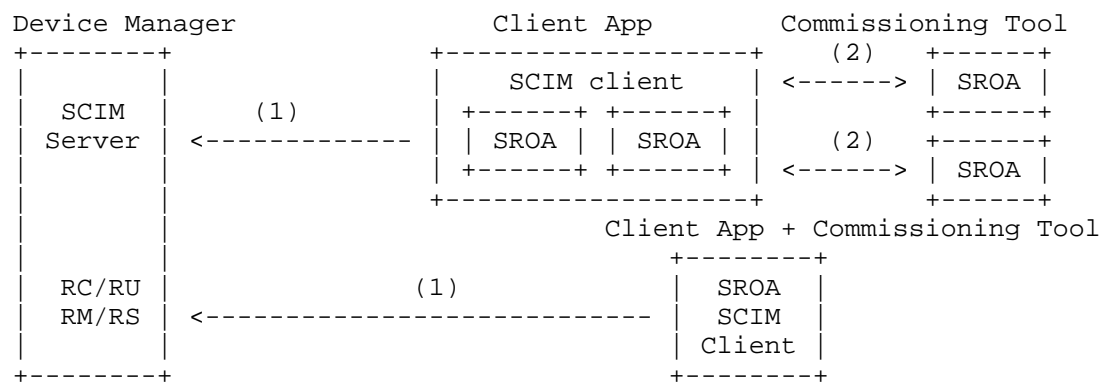 Device Manager Client App Commissioning Tool
(2)
SCIM client SROA
SCIM (1)
Server SROA SROA (2)
SROA
Client App + Commissioning Tool
RC/RU (1) SROA
RM/RS SCIM
Client